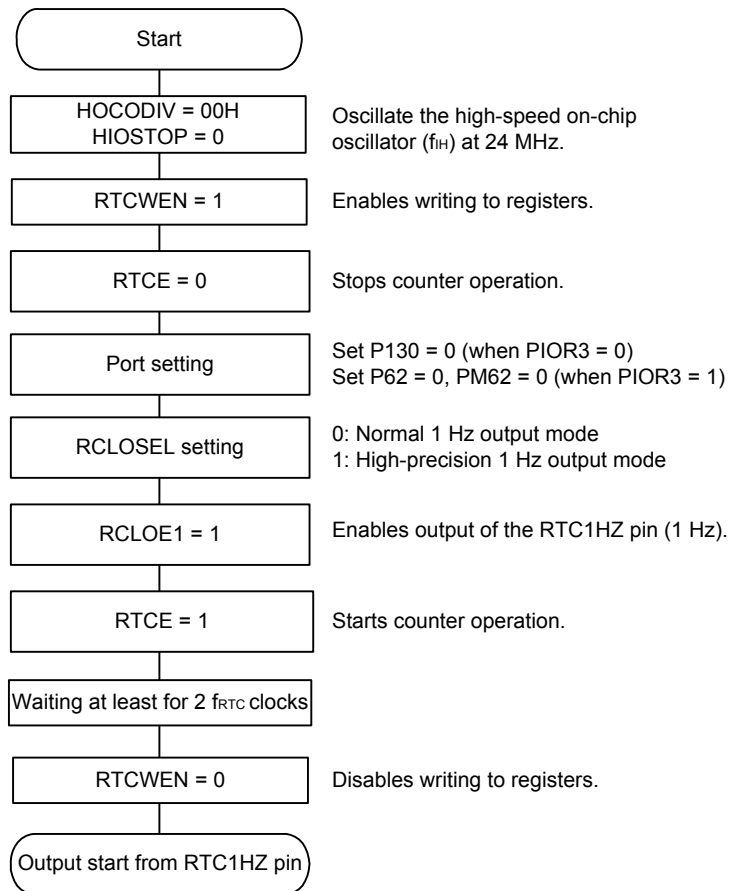 Start
HOCODIV = 00H
HIOSTOP = 0
Oscillate the high-speed on-chip
oscillator (fIH) at 24 MHz.
RTCWEN = 1
Enables writing to registers.
RTCE = 0
Stops counter operation.
Port setting
Set P130 = 0 (when PIOR3 = 0)
Set P62 = 0, PM62 = 0 (when PIOR3 = 1)
RCLOSEL setting
0: Normal 1 Hz output mode
1: High-precision 1 Hz output mode
RCLOE1 = 1
Enables output of the RTC1HZ pin (1 Hz).
RTCE = 1
Starts counter operation.
Waiting at least for 2 fRTC clocks
RTCWEN = 0
Disables writing to registers.
Output start from RTC1HZ pin